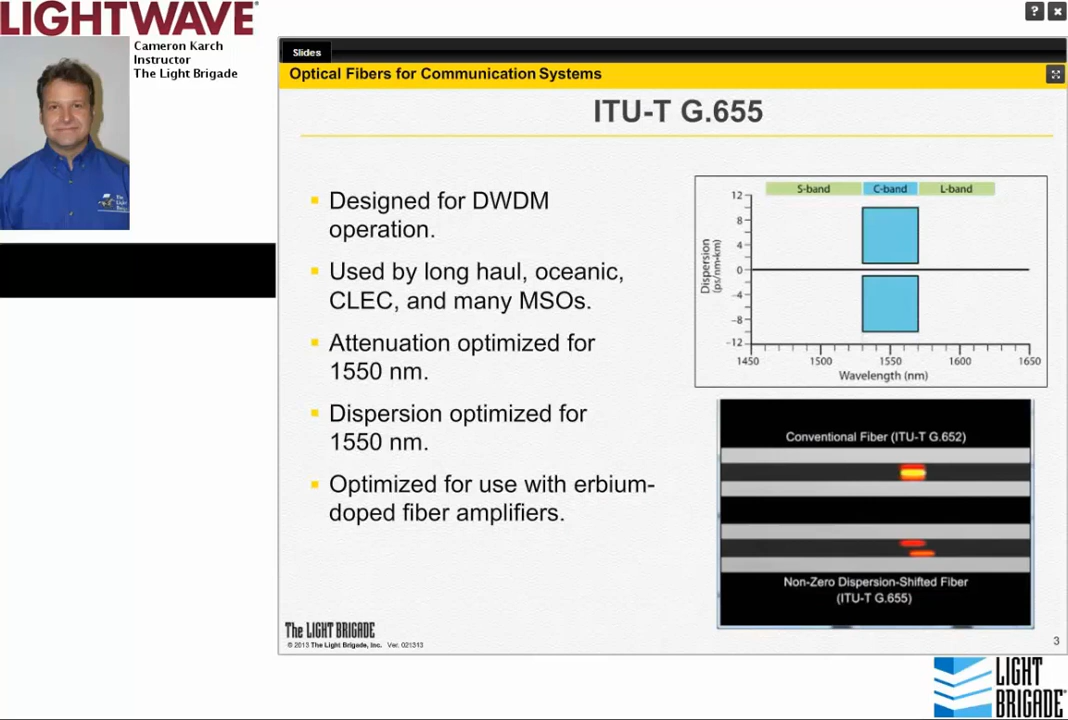 LIGHTWAVE®
Cameron Karch
Instructor
The Light Brigade
Slides
Optical Fibers for Communication Systems
ITU-T G.655
Designed for DWDM
operation.
Used by long haul, oceanic,
CLEC, and many MSOs.
Attenuation optimized for
1550 nm.
Dispersion optimized for
1550 nm.
Optimized for use with erbium-
doped fiber amplifiers.
S-band C-band L-band
Dispersion
(ps/nm•km)
12
8
4
0
-4
-8
-12
1450 1500 1550 1600 1650
Wavelength (nm)
Conventional Fiber (ITU-T G.652)
Non-Zero Dispersion-Shifted Fiber
(ITU-T G.655)
The LIGHT BRIGADE
© 2013 The Light Brigade, Inc. Ver. 021313
3
LIGHT
BRIGADE®